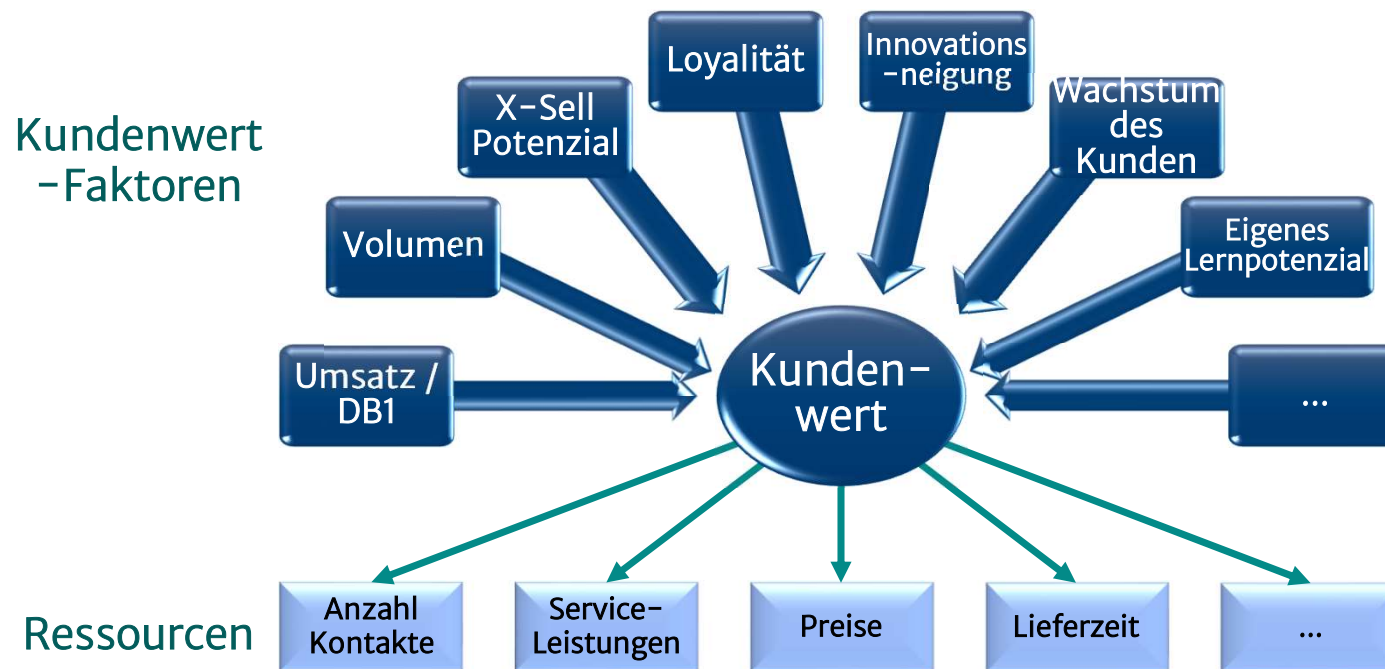 Kundenwert
-Faktoren
Umsatz /
DB1
Volumen
X-Sell
Potenzial
Loyalität
Innovations
-neigung
Wachstum
des
Kunden
Eigenes
Lernpotenzial
...
Kunden-
wert
Ressourcen
Anzahl
Kontakte
Service-
Leistungen
Preise
Lieferzeit
...